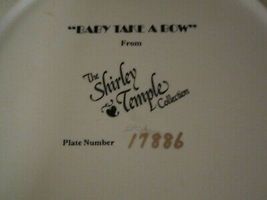 "BABY TAKE A BOW"
From
The
Shirley
Temple
Collection
Plate Number 17886